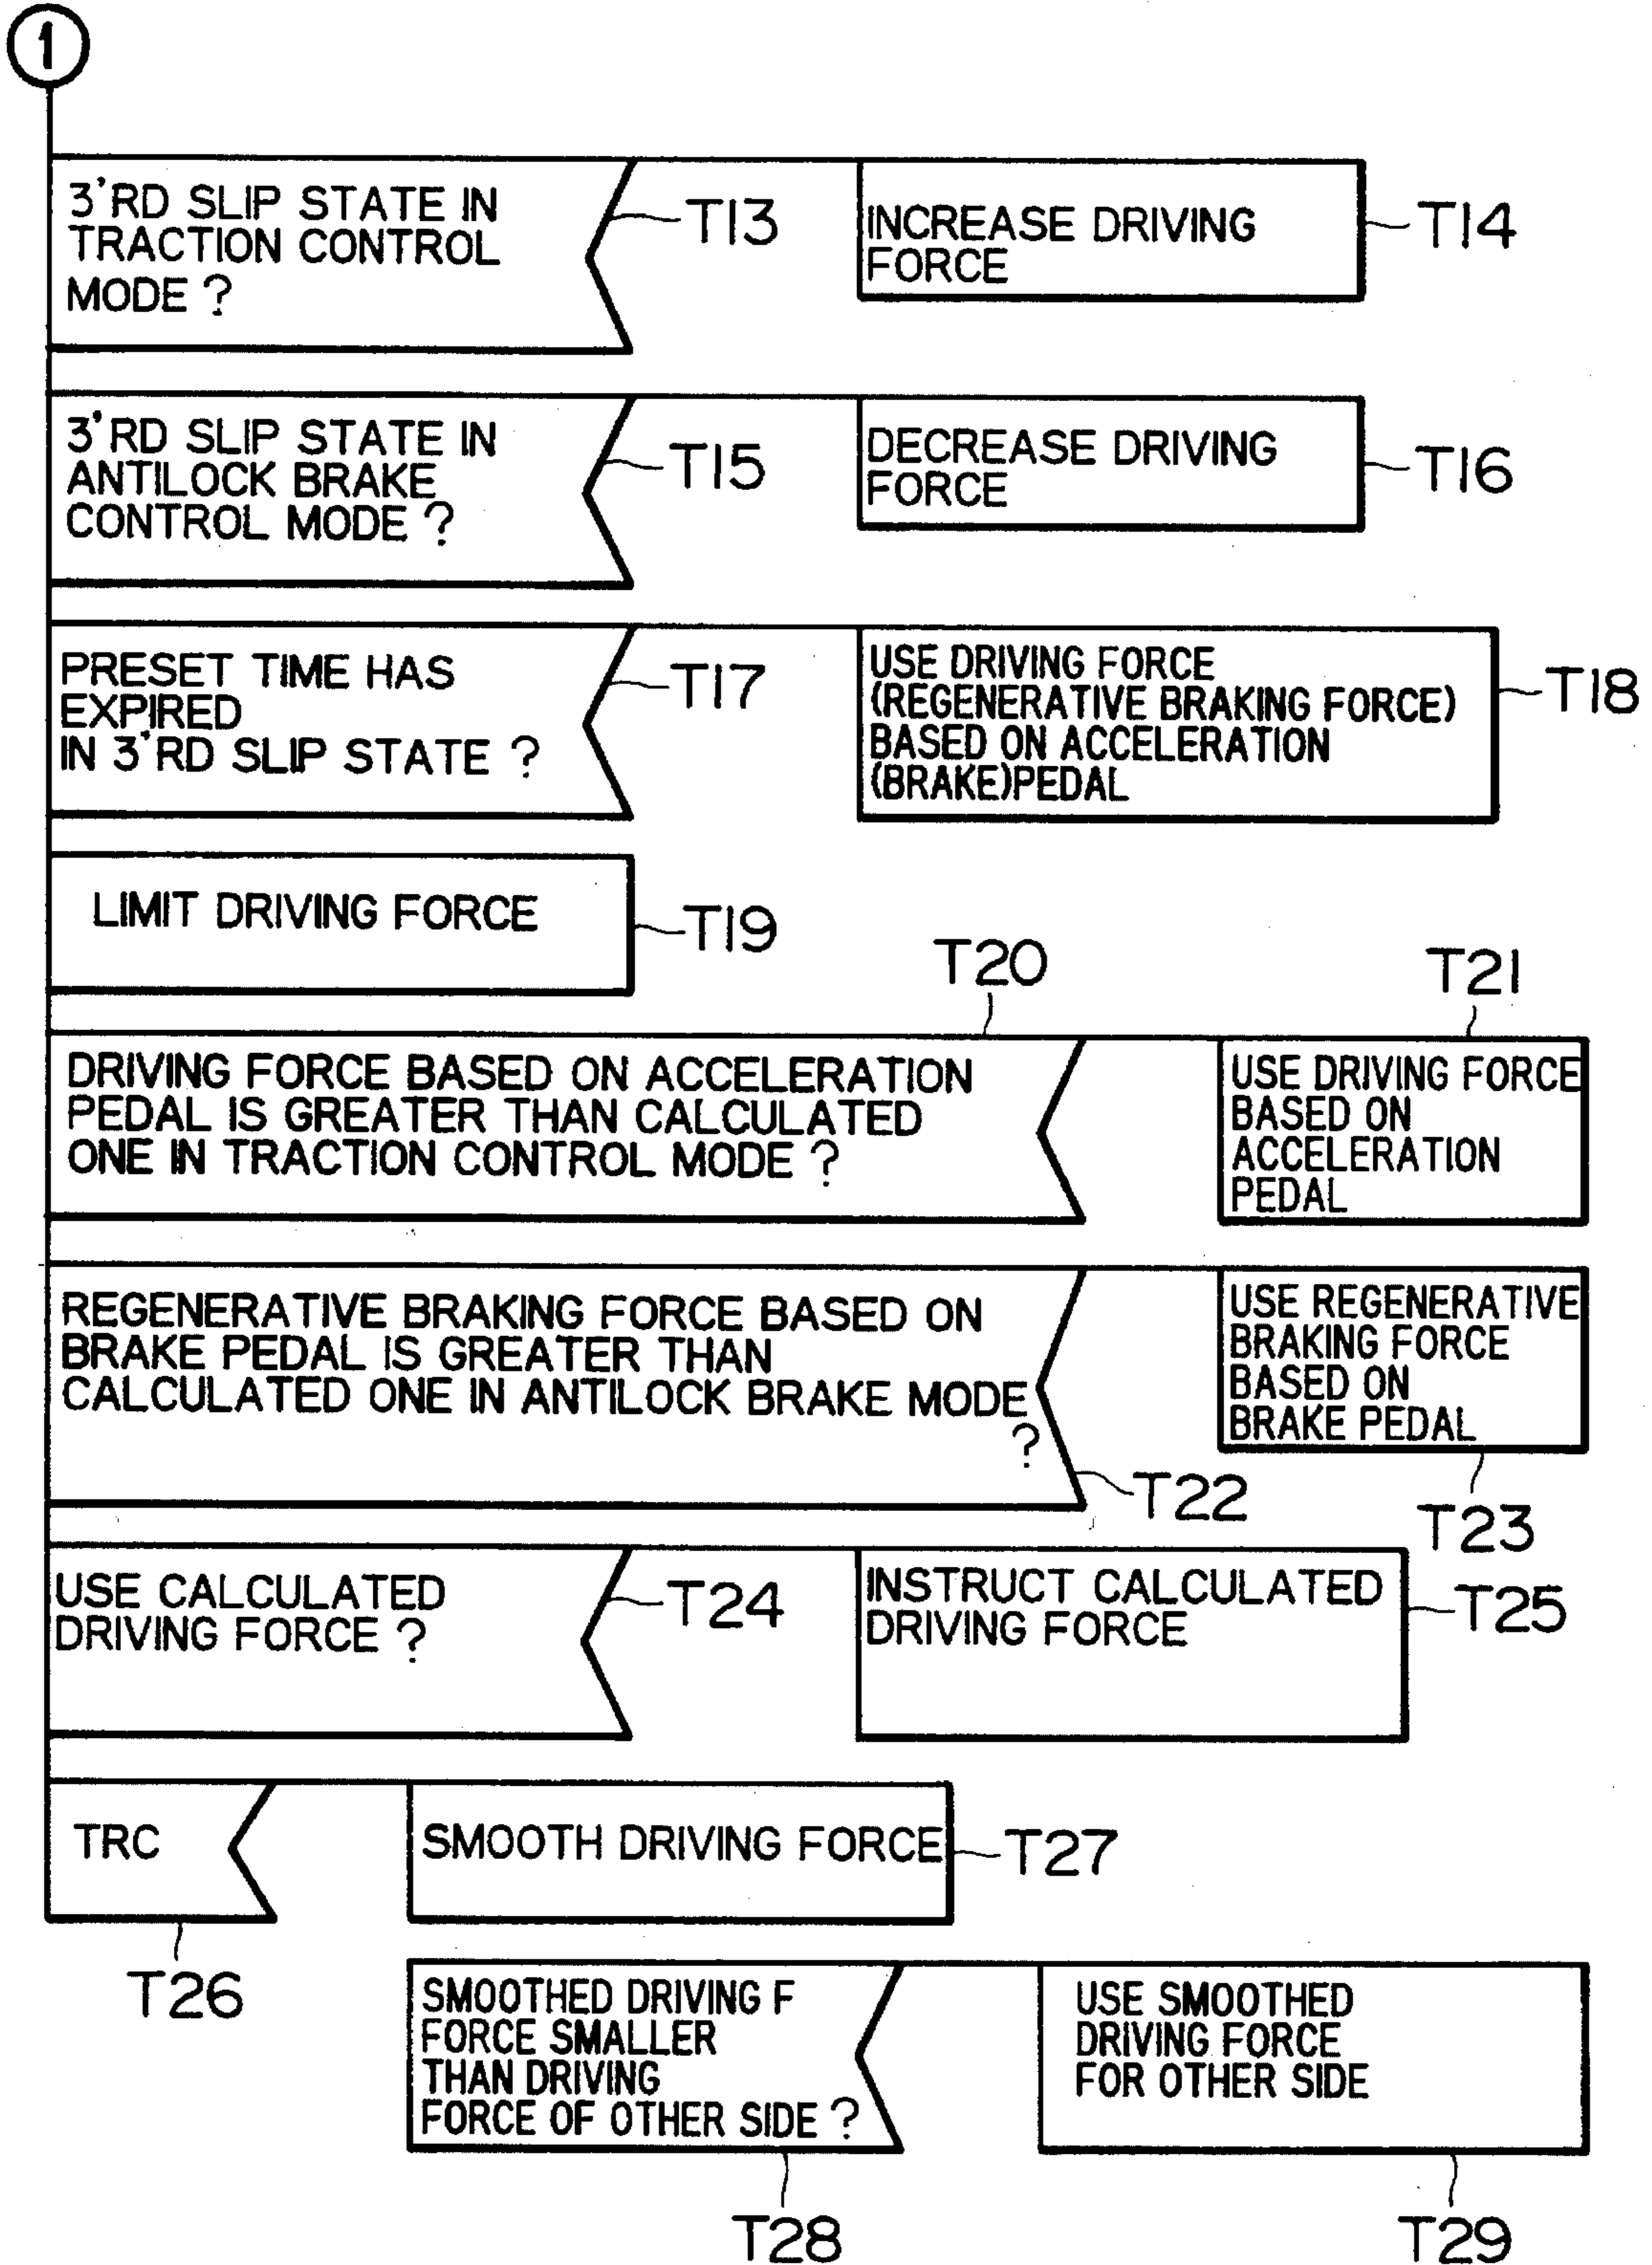 1
3'RD SLIP STATE IN
TRACTION CONTROL
MODE ?
T13
INCREASE DRIVING
FORCE
T14
3'RD SLIP STATE IN
ANTILOCK BRAKE
CONTROL MODE ?
T15
DECREASE DRIVING
FORCE
T16
PRESET TIME HAS
EXPIRED
IN 3'RD SLIP STATE ?
T17
USE DRIVING FORCE
(REGENERATIVE BRAKING FORCE)
BASED ON ACCELERATION
(BRAKE)PEDAL
T18
LIMIT DRIVING FORCE
T19
T20
DRIVING FORCE BASED ON ACCELERATION
PEDAL IS GREATER THAN CALCULATED
ONE IN TRACTION CONTROL MODE ?
T21
USE DRIVING FORCE
BASED ON
ACCELERATION
PEDAL
REGENERATIVE BRAKING FORCE BASED ON
BRAKE PEDAL IS GREATER THAN
CALCULATED ONE IN ANTILOCK BRAKE MODE
?
T22
USE REGENERATIVE
BRAKING FORCE
BASED ON
BRAKE PEDAL
T23
USE CALCULATED
DRIVING FORCE ?
T24
INSTRUCT CALCULATED
DRIVING FORCE
T25
TRC
T26
SMOOTH DRIVING FORCE
T27
SMOOTHED DRIVING F
FORCE SMALLER
THAN DRIVING
FORCE OF OTHER SIDE ?
T28
USE SMOOTHED
DRIVING FORCE
FOR OTHER SIDE
T29